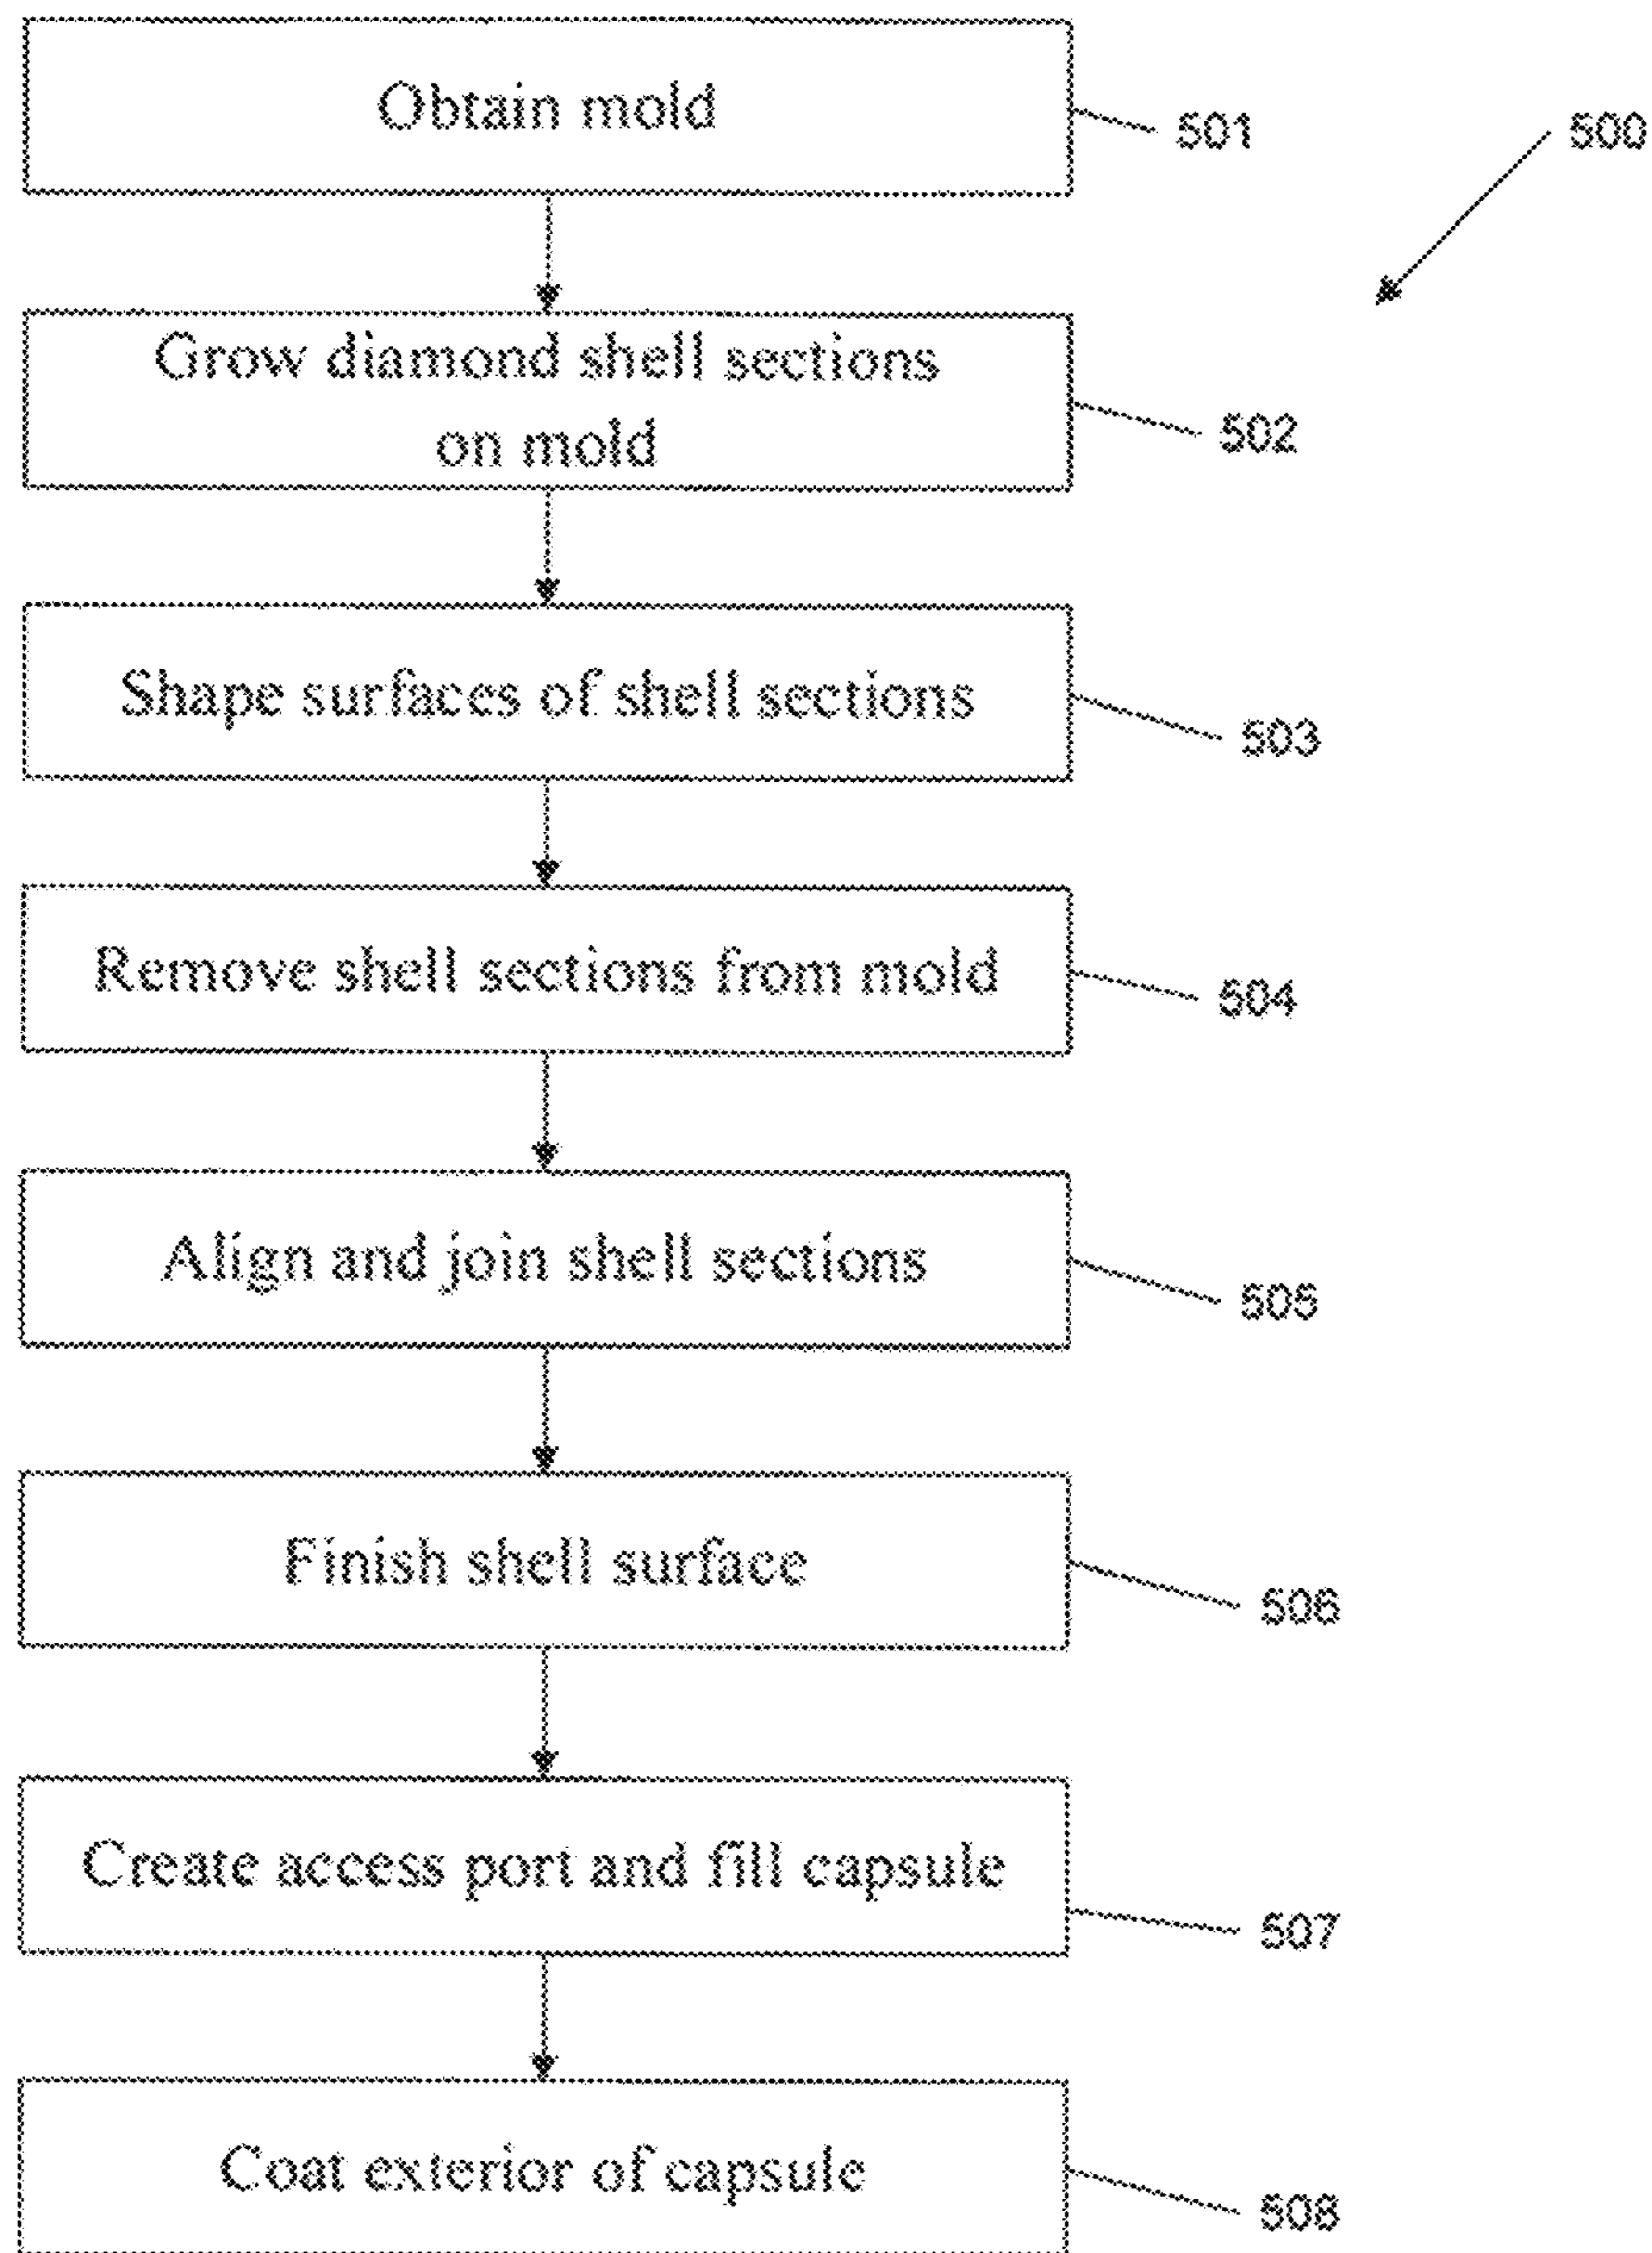 Obtain mold
501
500
Grow diamond shell sections
on mold
502
Shape surfaces of shell sections
503
Remove shell sections from mold
504
Align and join shell sections
505
Finish shell surface
506
Create access port and fill capsule
507
Coat exterior of capsule
508